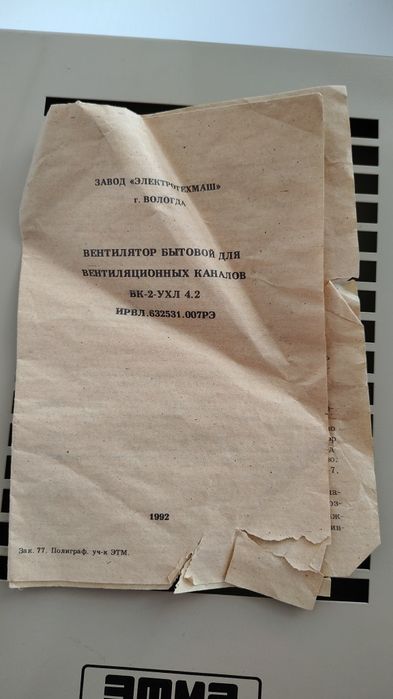 ЗАВОД «ЭЛЕКТРОТЕХМАШ»
г. ВОЛОГДА
ВЕНТИЛЯТОР БЫТОВОЙ ДЛЯ
ВЕНТИЛЯЦИОННЫХ КАНАЛОВ
ВК-2-УХЛ 4.2
ИРВЛ.632531.007РЭ
1992
Зак. 77. Полиграф. уч-к ЭТМ.
ЭТМЗ